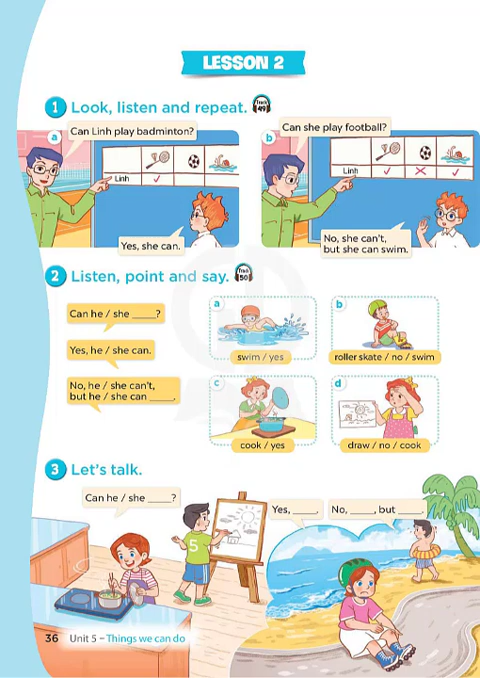 LESSON 2
1 Look, listen and repeat. Track 49
a
Can Linh play badminton?
Linh
Yes, she can.
b
Can she play football?
Linh
No, she can't,
but she can swim.
2 Listen, point and say. Track 50
Can he / she ____?
Yes, he / she can.
No, he / she can't,
but he / she can ____.
a
swim / yes
b
roller skate / no / swim
c
cook / yes
d
draw / no / cook
3 Let's talk.
Can he / she ____?
Yes, ____.
No, ____, but ____.
5
36 Unit 5 – Things we can do